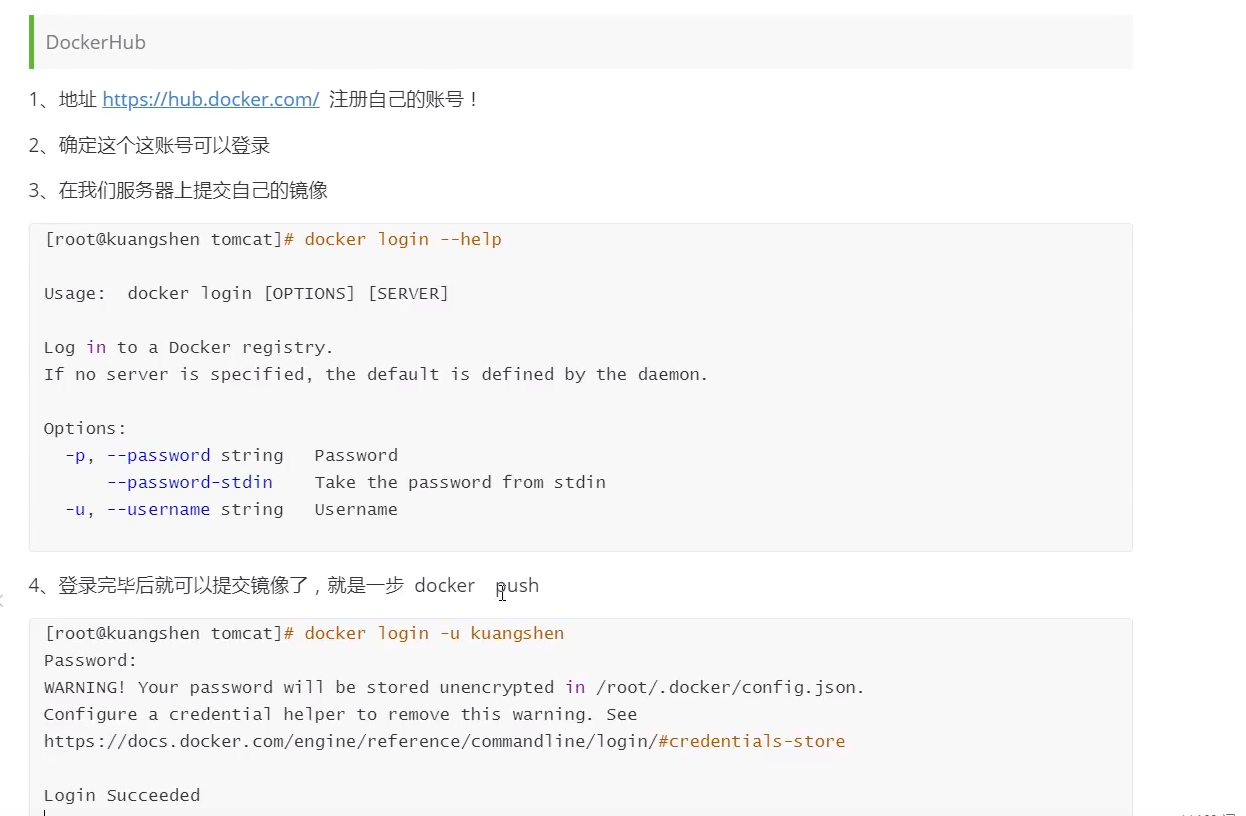 DockerHub
1、地址 https://hub.docker.com/ 注册自己的账号！
2、确定这个这账号可以登录
3、在我们服务器上提交自己的镜像
[root@kuangshen tomcat]# docker login --help
Usage:  docker login [OPTIONS] [SERVER]
Log in to a Docker registry.
If no server is specified, the default is defined by the daemon.
Options:
  -p, --password string   Password
      --password-stdin    Take the password from stdin
  -u, --username string   Username
4、登录完毕后就可以提交镜像了，就是一步 docker push
[root@kuangshen tomcat]# docker login -u kuangshen
Password:
WARNING! Your password will be stored unencrypted in /root/.docker/config.json.
Configure a credential helper to remove this warning. See
https://docs.docker.com/engine/reference/commandline/login/#credentials-store
Login Succeeded